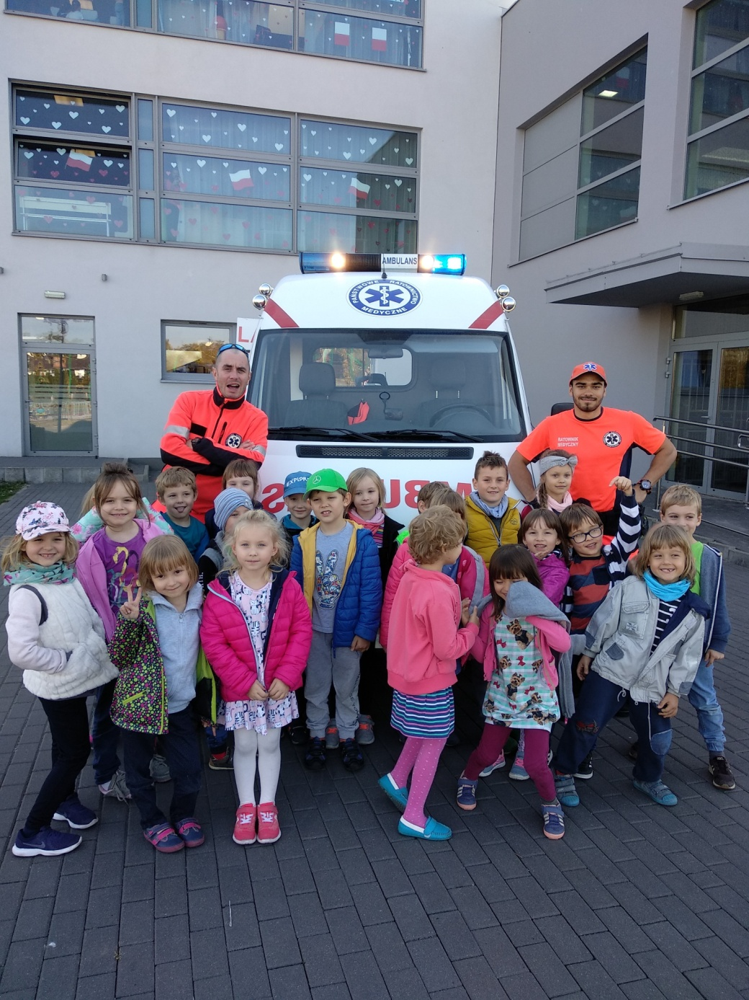 AMBULANS
PAŃSTWOWE RATOWNICTWO
MEDYCZNE
RATOWNIK
MEDYCZNY
EXPLOR